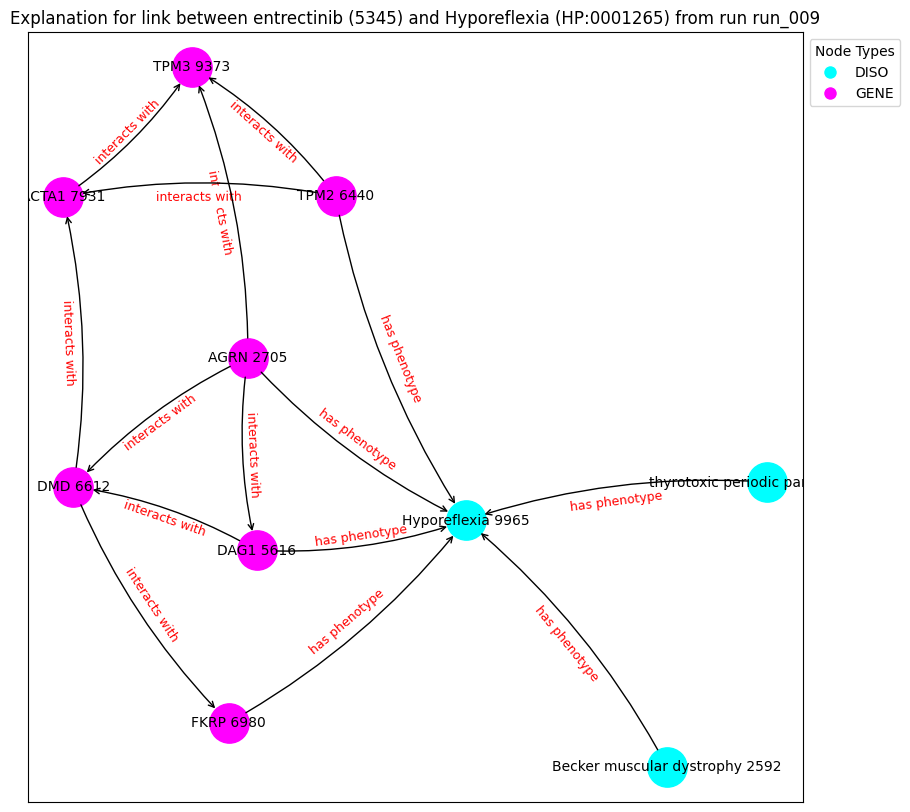 Explanation for link between entrectinib (5345) and Hyporeflexia (HP:0001265) from run run_009
Node Types
DISO
GENE
TPM3 9373
interacts with
interacts with
CTA1 7931
interacts with
TPM2 6440
int cts with
has phenotype
interacts with
AGRN 2705
interacts with
interacts with
has phenotype
DMD 6612
interacts with
DAG1 5616
has phenotype
Hyporeflexia 9965
thyrotoxic periodic par
has phenotype
interacts with
has phenotype
has phenotype
FKRP 6980
Becker muscular dystrophy 2592